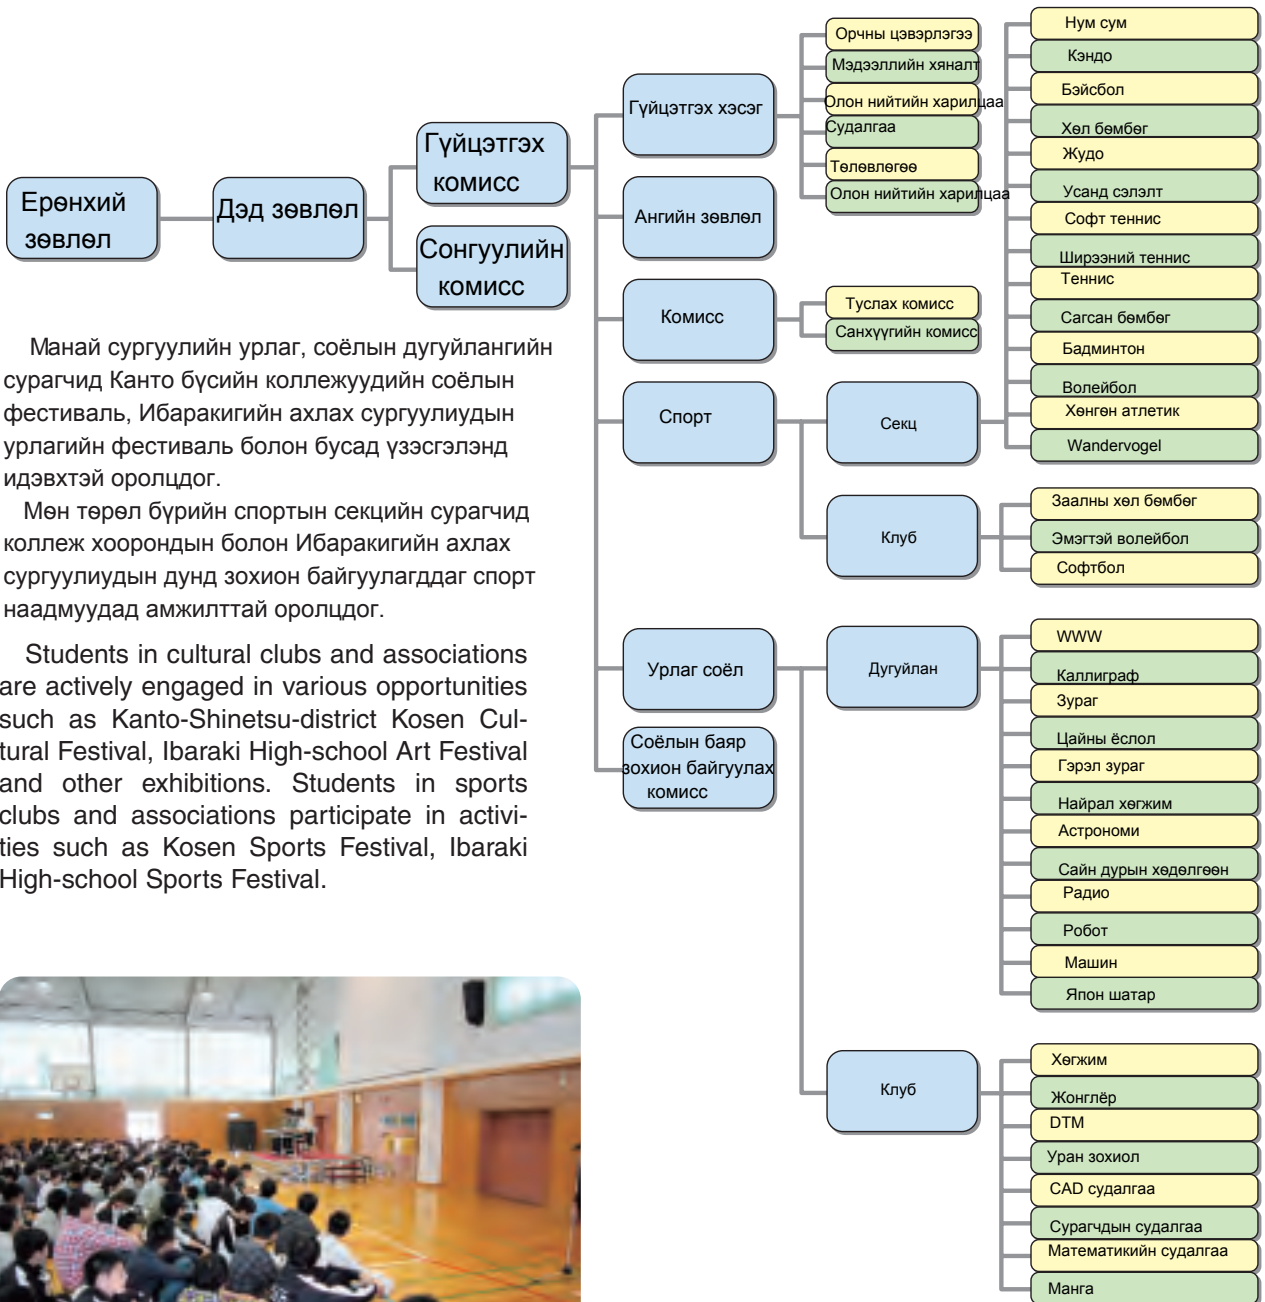 Ерөнхий
зөвлөл
Дэд зөвлөл
Гүйцэтгэх
комисс
Сонгуулийн
комисс
Гүйцэтгэх хэсэг
Ангийн зөвлөл
Комисс
Спорт
Урлаг соёл
Соёлын баяр
зохион байгуулах
комисс
Орчны цэвэрлэгээ
Мэдээллийн хяналт
Олон нийтийн харилцаа
Судалгаа
Төлөвлөгөө
Олон нийтийн харилцаа
Туслах комисс
Санхүүгийн комисс
Секц
Клуб
Дугуйлан
Клуб
Нум сум
Кэндо
Бэйсбол
Хөл бөмбөг
Жудо
Усанд сэлэлт
Софт теннис
Ширээний теннис
Теннис
Сагсан бөмбөг
Бадминтон
Волейбол
Хөнгөн атлетик
Wandervogel
Заалны хөл бөмбөг
Эмэгтэй волейбол
Софтбол
WWW
Каллиграф
Зураг
Цайны ёслол
Гэрэл зураг
Найрал хөгжим
Астрономи
Сайн дурын хөдөлгөөн
Радио
Робот
Машин
Япон шатар
Хөгжим
Жонглёр
DTM
Уран зохиол
CAD судалгаа
Сурагчдын судалгаа
Математикийн судалгаа
Манга
Манай сургуулийн урлаг, соёлын дугуйлангийн
сурагчид Канто бүсийн коллежуудийн соёлын
фестиваль, Ибаракигийн ахлах сургуулиудын
урлагийн фестиваль болон бусад үзэсгэлэнд
идэвхтэй оролцдог.
Мөн төрөл бүрийн спортын секцийн сурагчид
коллеж хоорондын болон Ибаракигийн ахлах
сургуулиудын дунд зохион байгуулагддаг спорт
наадмуудад амжилттай оролцдог.
Students in cultural clubs and associations
are actively engaged in various opportunities
such as Kanto-Shinetsu-district Kosen Cul-
tural Festival, Ibaraki High-school Art Festival
and other exhibitions. Students in sports
clubs and associations participate in activi-
ties such as Kosen Sports Festival, Ibaraki
High-school Sports Festival.